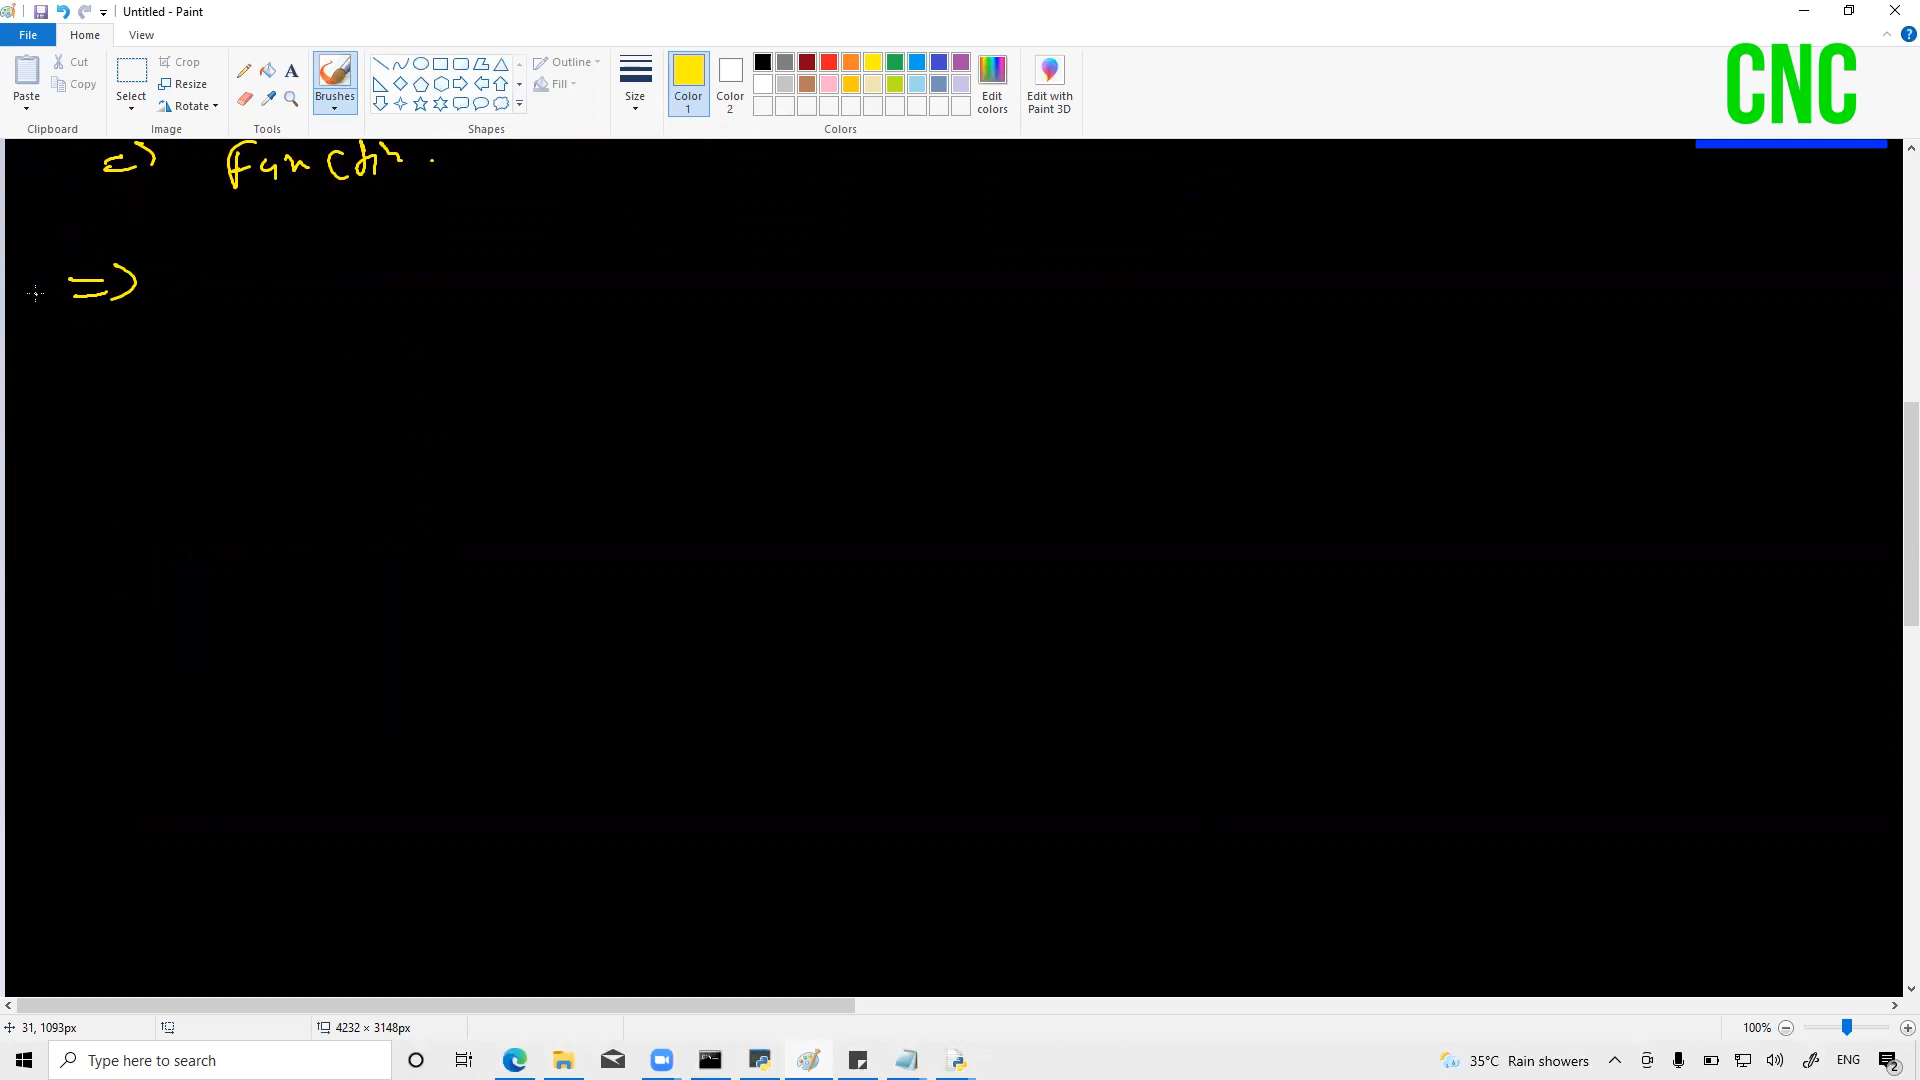 Untitled - Paint
File Home View
Paste Cut Copy Clipboard
Select Crop Resize Rotate Image
Tools
Brushes
Shapes Outline Fill
Size
Color 1
Color 2
Edit colors
Edit with Paint 3D
Colors
CNC
=> Function .
=>
31, 1093px
4232 × 3148px
100%
Type here to search
35°C Rain showers
ENG
2